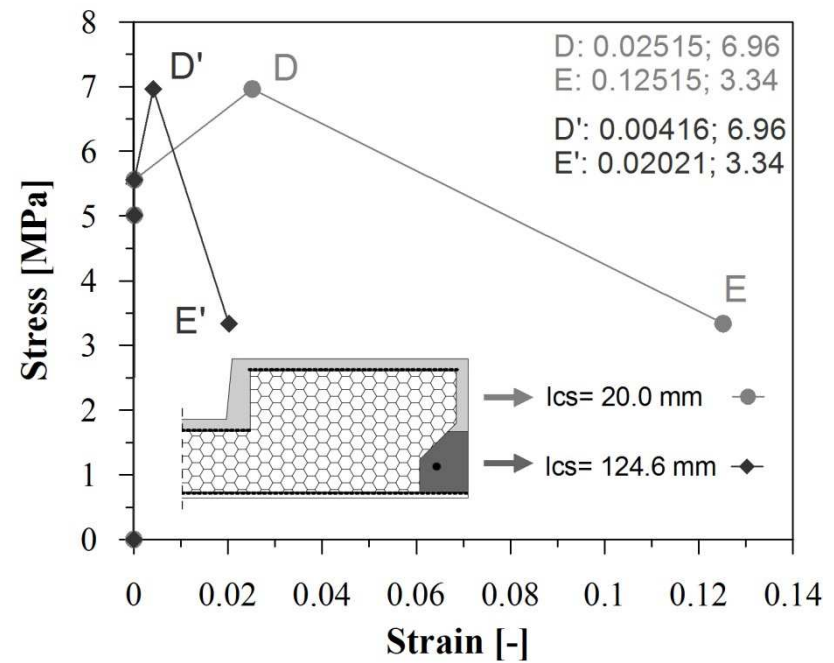 8
7
6
5
4
3
2
1
0
Stress [MPa]
D'
D
E'
E
D: 0.02515; 6.96
E: 0.12515; 3.34
D': 0.00416; 6.96
E': 0.02021; 3.34
lcs= 20.0 mm
lcs= 124.6 mm
0 0.02 0.04 0.06 0.08 0.1 0.12 0.14
Strain [-]